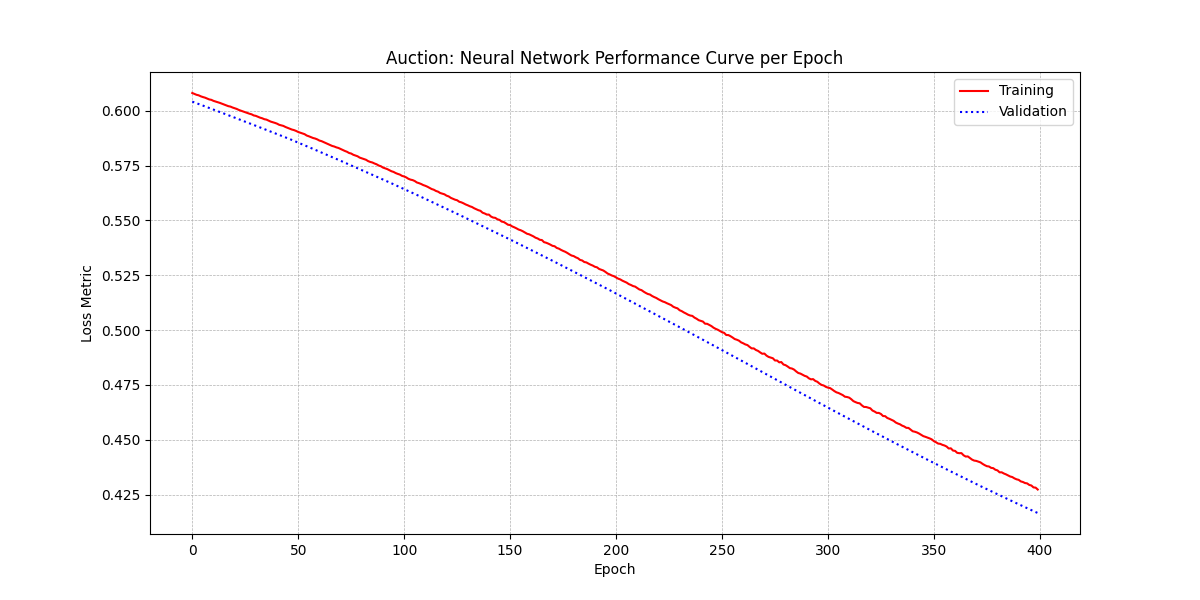 Auction: Neural Network Performance Curve per Epoch
Training
Validation
Loss Metric
0.600
0.575
0.550
0.525
0.500
0.475
0.450
0.425
0 50 100 150 200 250 300 350 400
Epoch